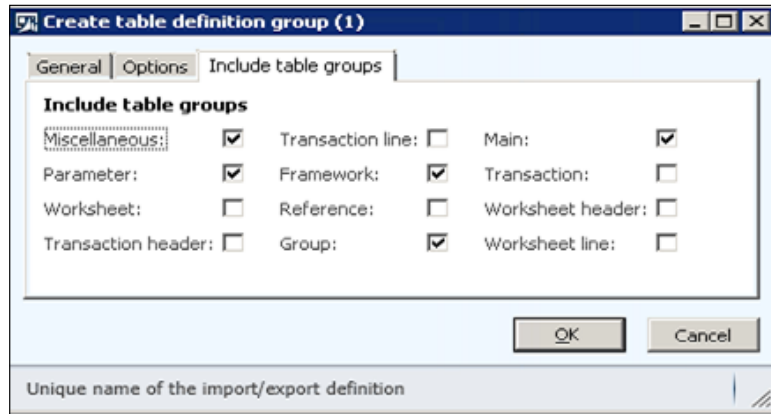 Create table definition group (1)
General Options Include table groups
Include table groups
Miscellaneous: Transaction line: Main:
Parameter: Framework: Transaction:
Worksheet: Reference: Worksheet header:
Transaction header: Group: Worksheet line:
OK Cancel
Unique name of the import/export definition